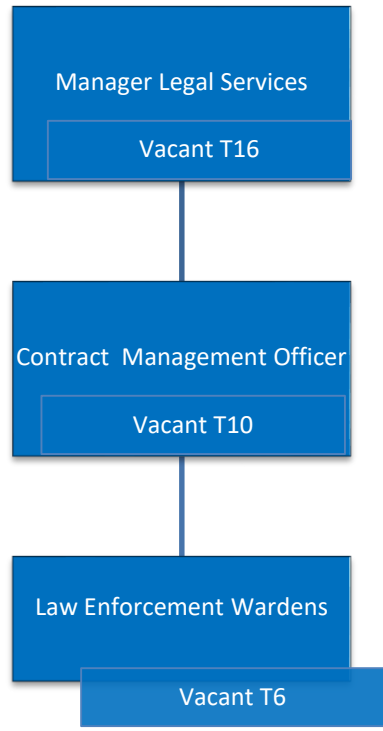 Manager Legal Services
Vacant T16
Contract Management Officer
Vacant T10
Law Enforcement Wardens
Vacant T6